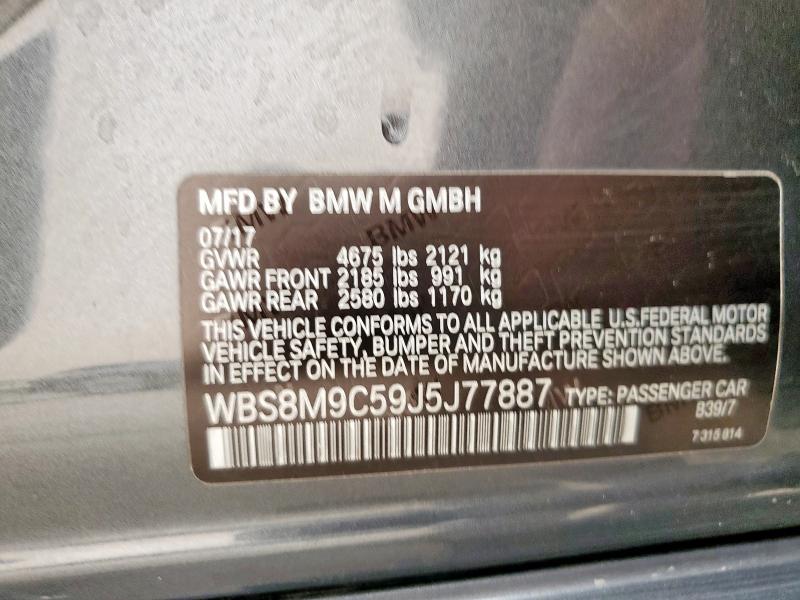 MFD BY BMW M GMBH
07/17
GVWR 4675 lbs 2121 kg
GAWR FRONT 2185 lbs 991 kg
GAWR REAR 2580 lbs 1170 kg
THIS VEHICLE CONFORMS TO ALL APPLICABLE U.S.FEDERAL MOTOR
VEHICLE SAFETY, BUMPER AND THEFT PREVENTION STANDARDS
IN EFFECT ON THE DATE OF MANUFACTURE SHOWN ABOVE.
WBS8M9C59J5J77887 TYPE: PASSENGER CAR
B39/7
7 315 814